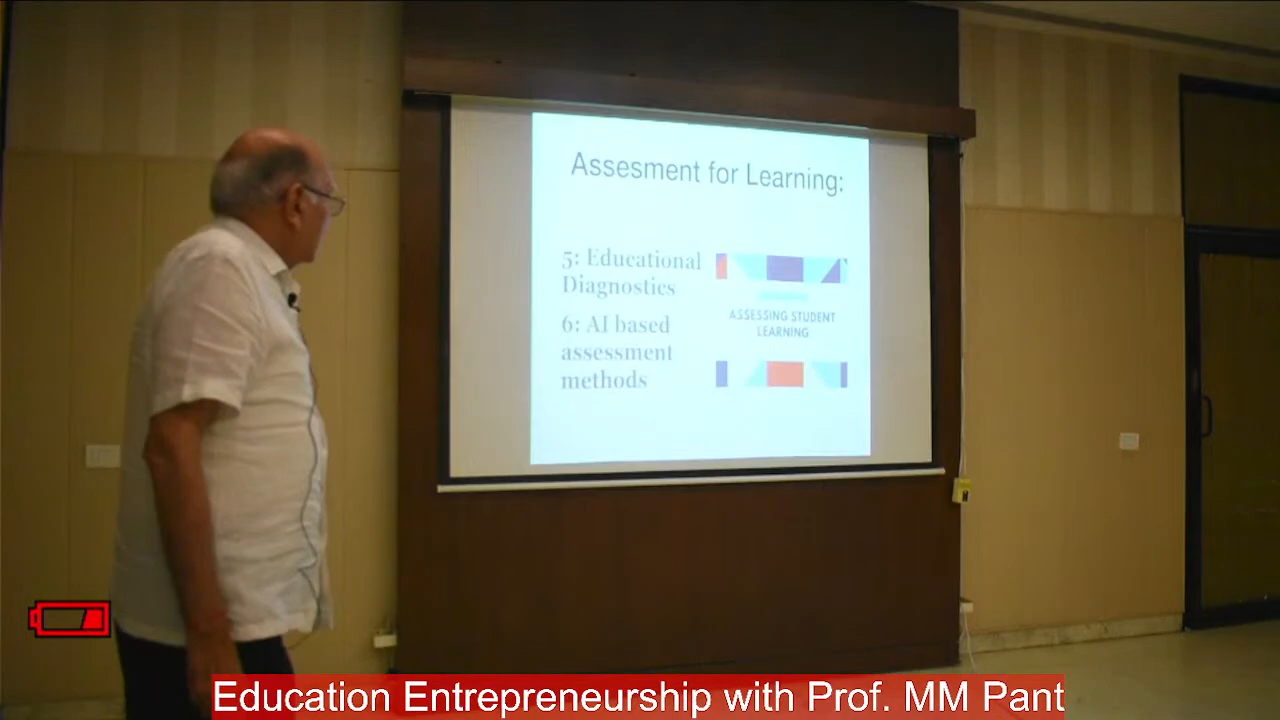 Assesment for Learning:
5: Educational
Diagnostics
6: AI based
assessment
methods
ASSESSING STUDENT
LEARNING
Education Entrepreneurship with Prof. MM Pant